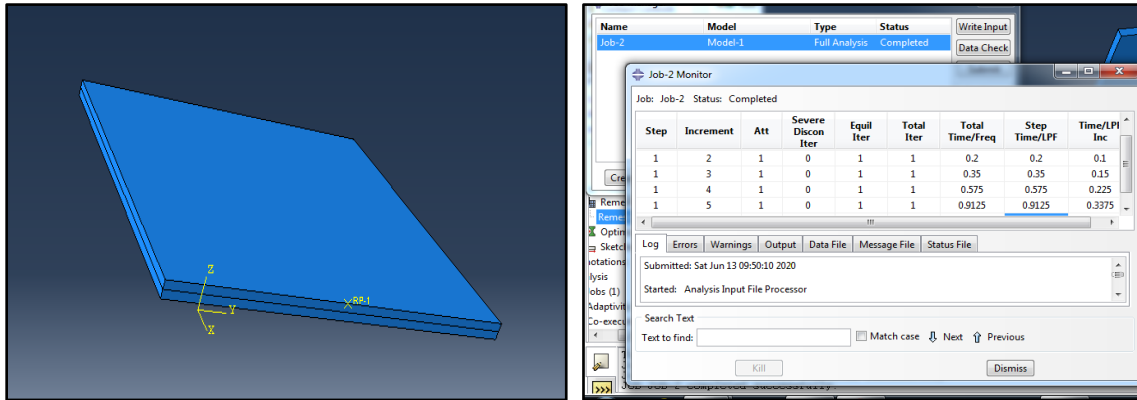 Z
Y
X
RP-1
Name Model Type Status
Job-2 Model-1 Full Analysis Completed
Write Input
Data Check
Job-2 Monitor
Job: Job-2 Status: Completed
Step Increment Att Severe Discon Iter Equil Iter Total Iter Total Time/Freq Step Time/LPF Time/LPF Inc
1 2 1 0 1 1 0.2 0.2 0.1
1 3 1 0 1 1 0.35 0.35 0.15
1 4 1 0 1 1 0.575 0.575 0.225
1 5 1 0 1 1 0.9125 0.9125 0.3375
Log Errors Warnings Output Data File Message File Status File
Submitted: Sat Jun 13 09:50:10 2020
Started: Analysis Input File Processor
Search Text
Text to find: Match case Next Previous
Kill
Dismiss
Cre
Reme
Reme
Optim
Sketch
notations
lysis
obs (1)
Adaptivit
Co-execu
>>>